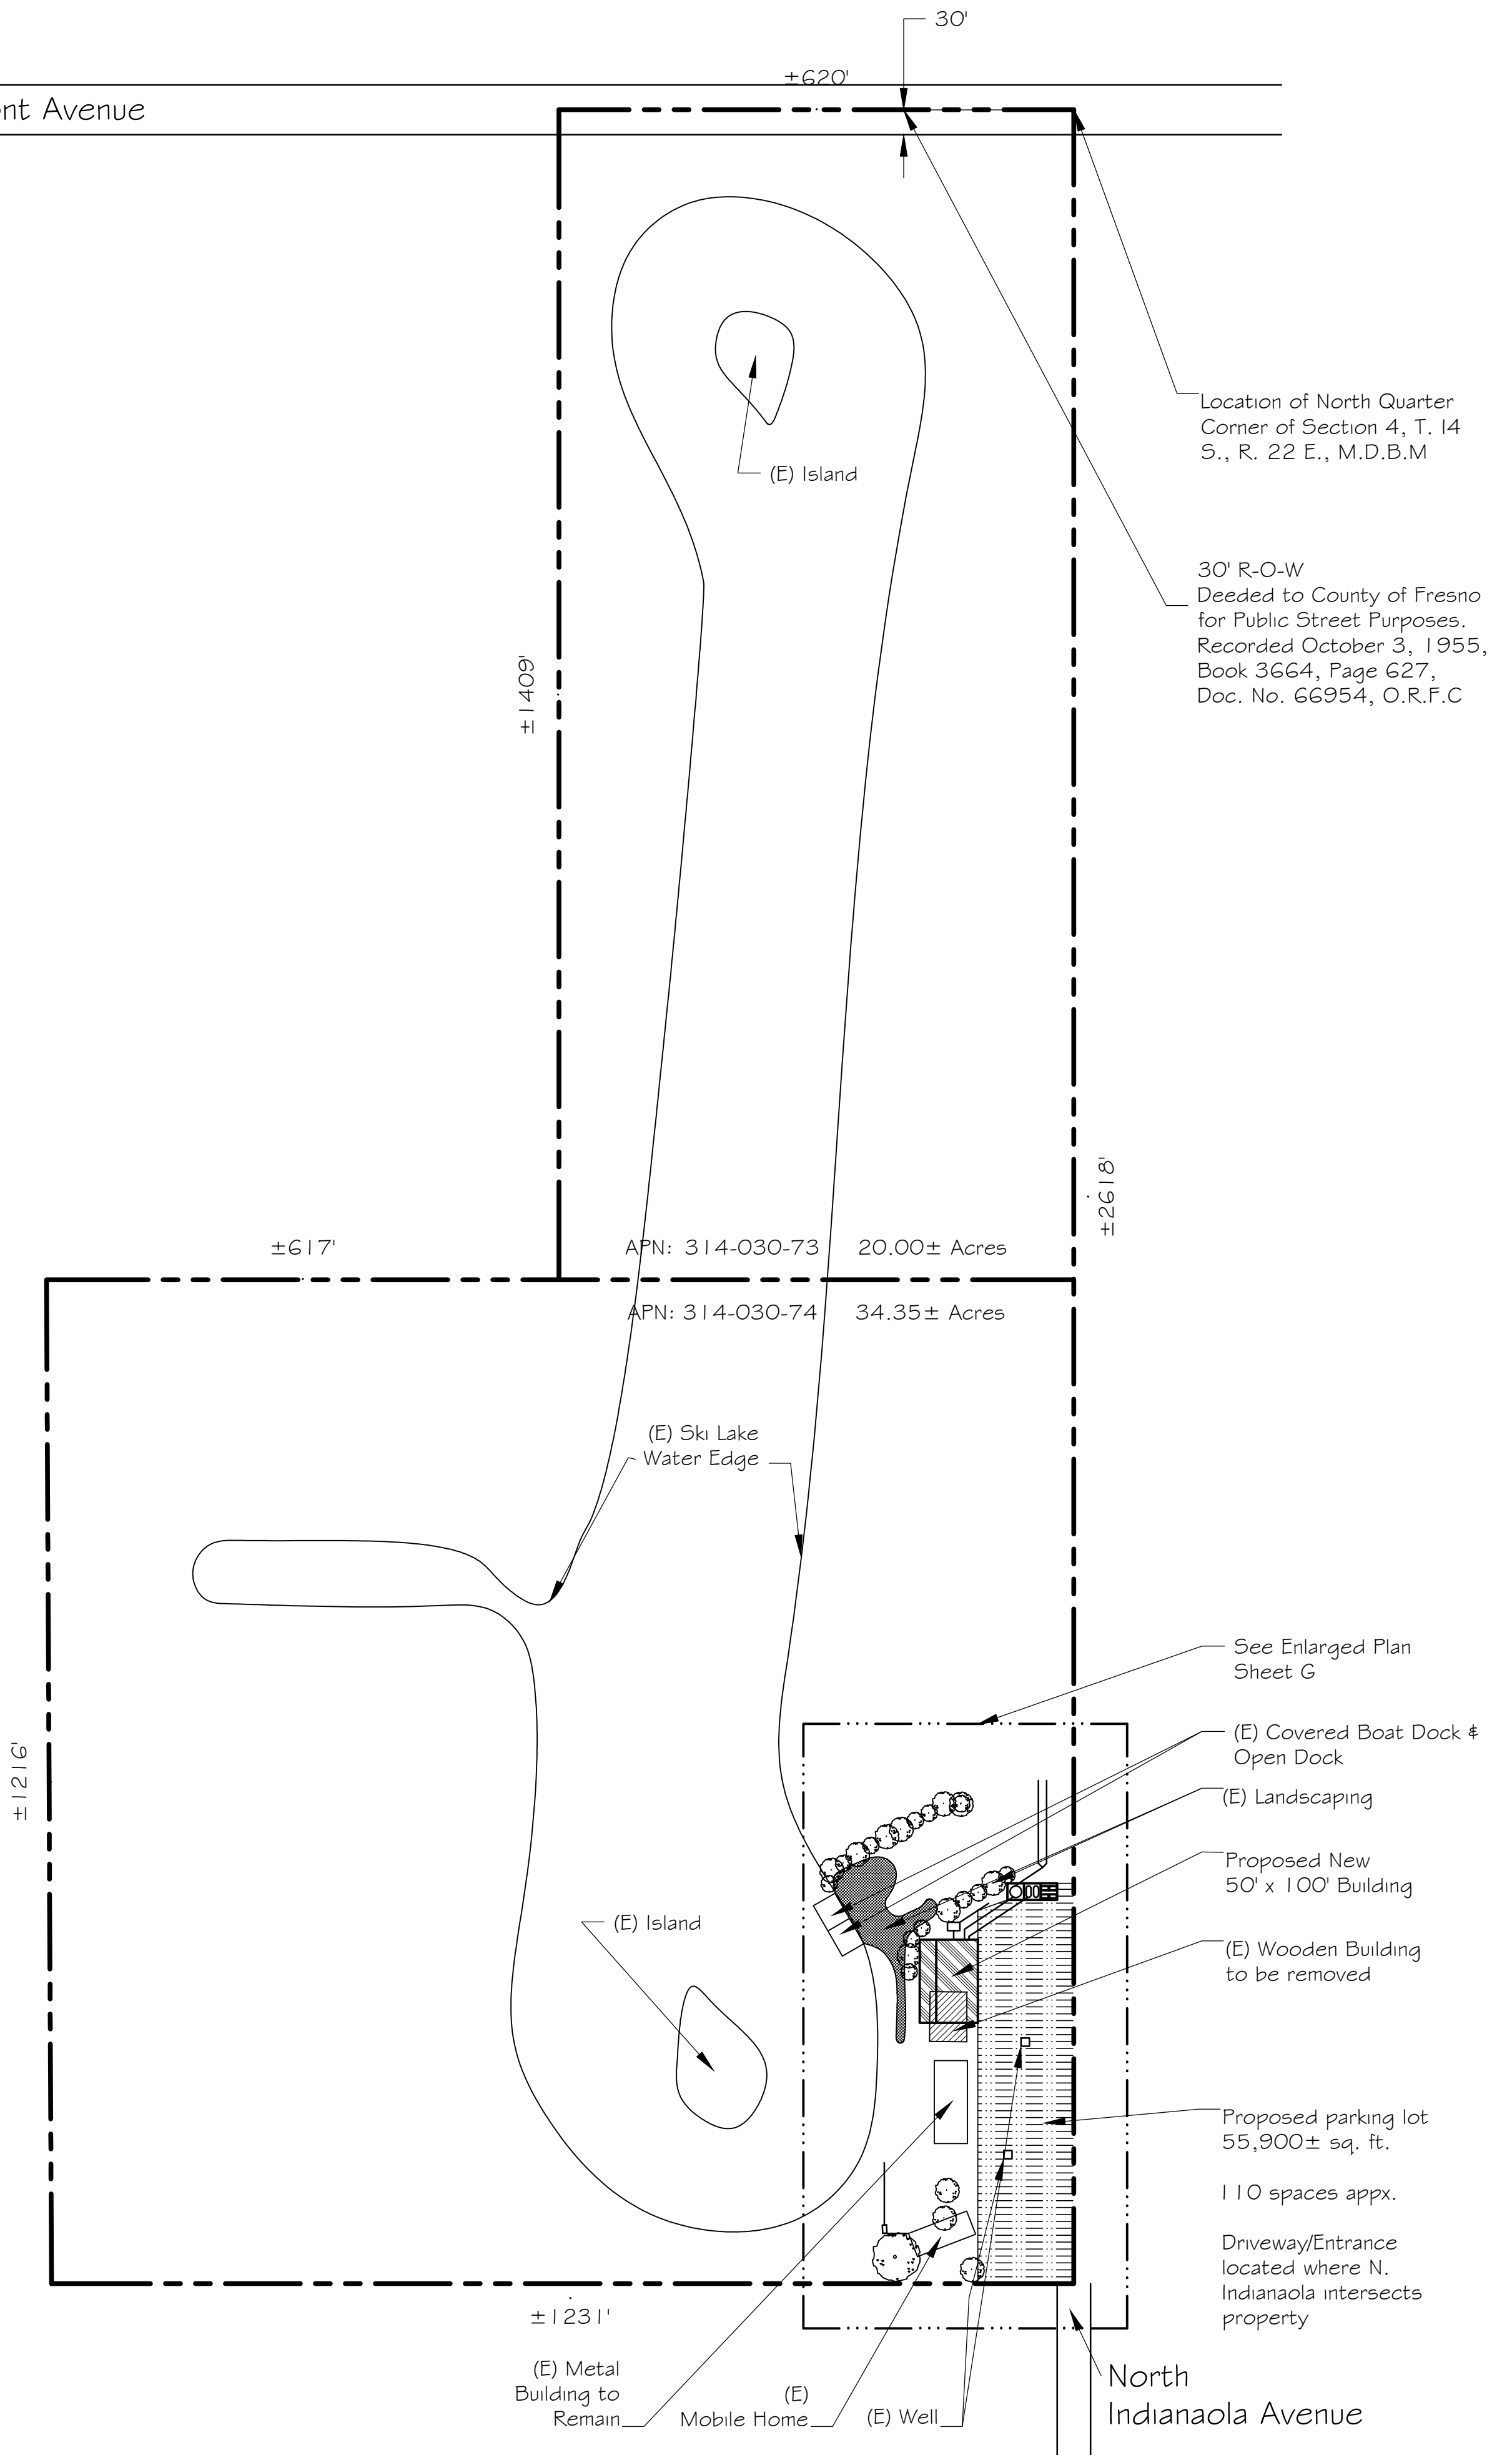 30'
±620'
nt Avenue
Location of North Quarter
Corner of Section 4, T. 14
S., R. 22 E., M.D.B.M
(E) Island
30' R-O-W
Deeded to County of Fresno
for Public Street Purposes.
Recorded October 3, 1955,
Book 3664, Page 627,
Doc. No. 66954, O.R.F.C
±1409'
±2618'
±617'
APN: 314-030-73 20.00± Acres
APN: 314-030-74 34.35± Acres
(E) Ski Lake
Water Edge
See Enlarged Plan
Sheet G
(E) Covered Boat Dock &
Open Dock
±1216'
(E) Landscaping
Proposed New
50' x 100' Building
(E) Island
(E) Wooden Building
to be removed
Proposed parking lot
55,900± sq. ft.
110 spaces appx.
Driveway/Entrance
located where N.
Indianaola intersects
property
±1231'
(E) Metal
Building to
Remain
(E)
Mobile Home
(E) Well
North
Indianaola Avenue